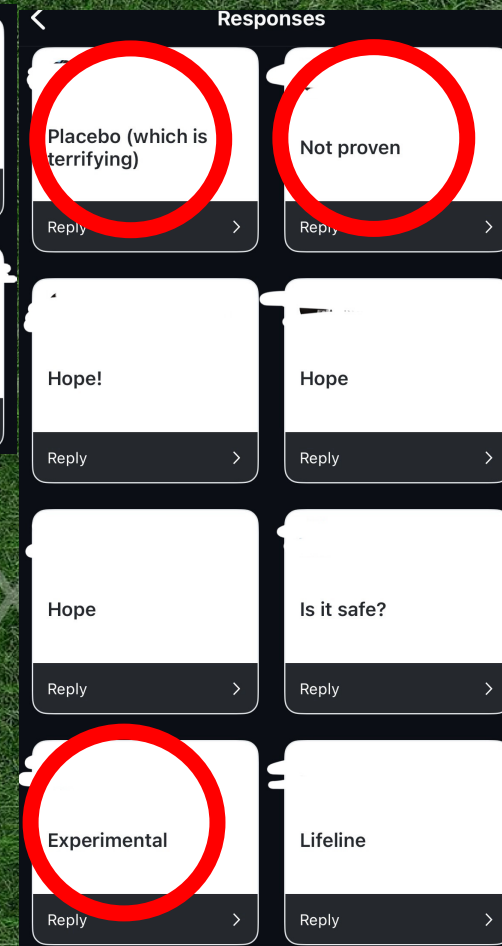 Responses
Placebo (which is
terrifying)
Not proven
Reply
Reply
Hope!
Hope
Reply
Reply
Hope
Is it safe?
Reply
Reply
Experimental
Lifeline
Reply
Reply